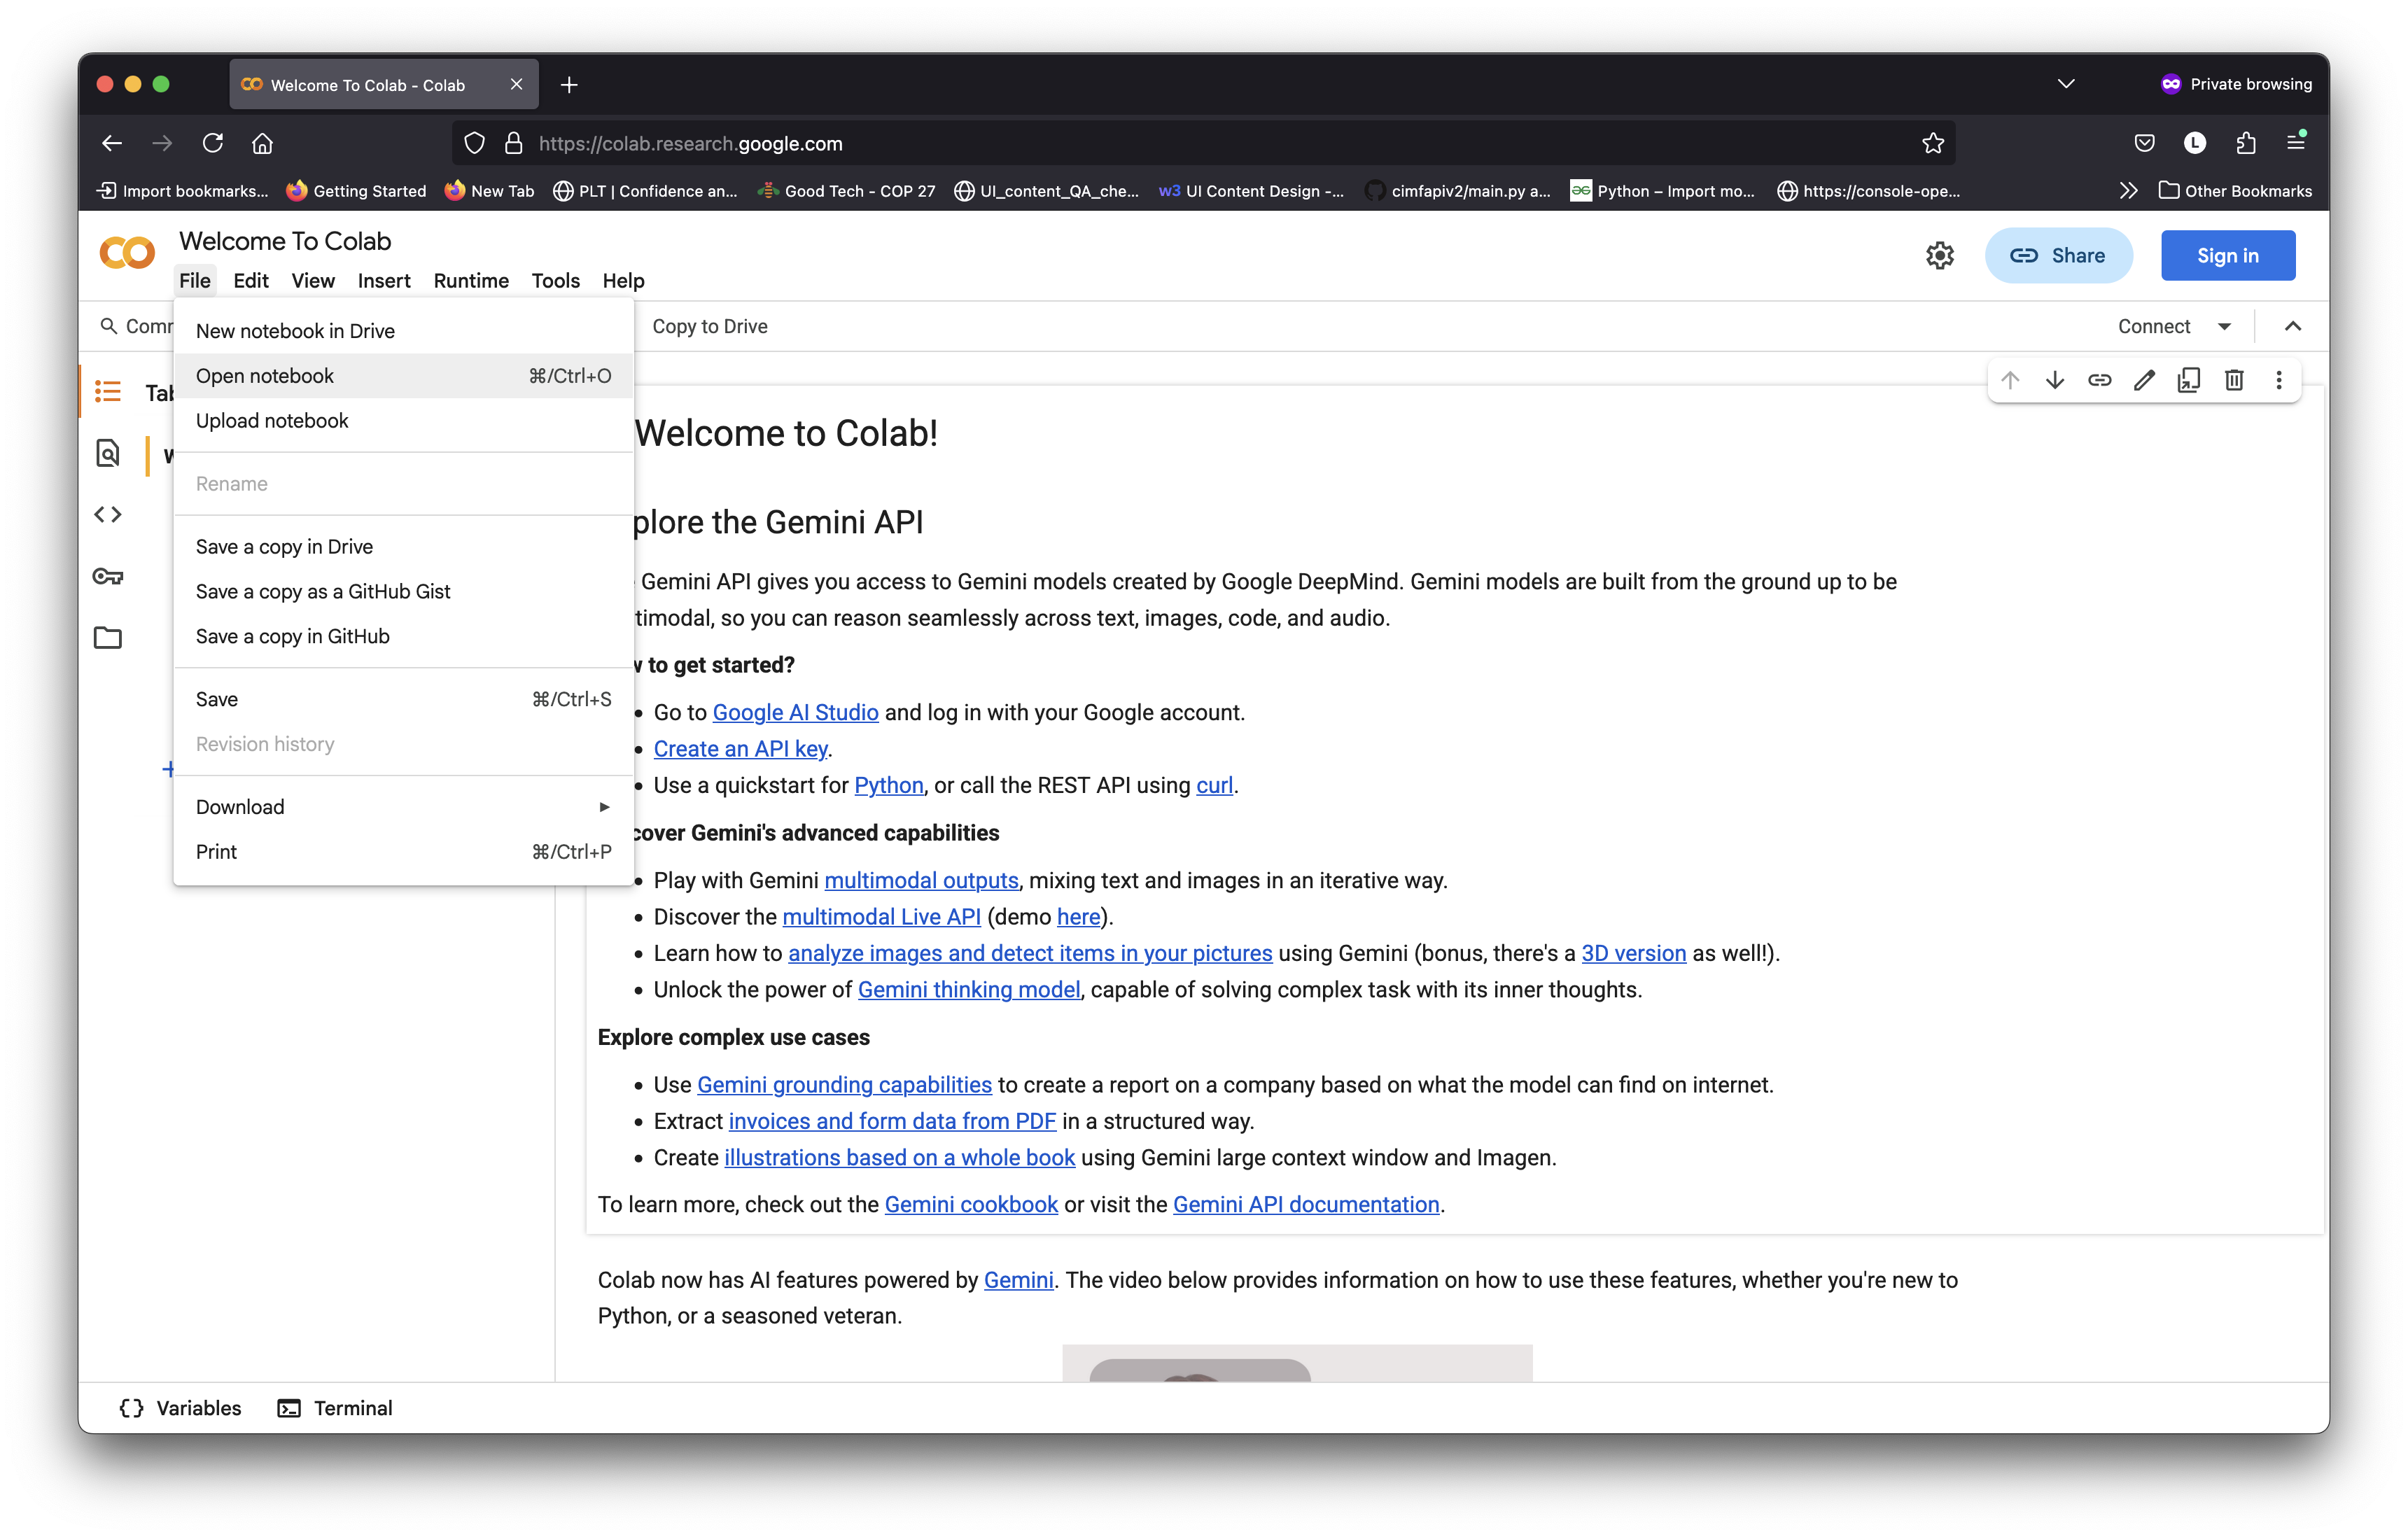 Welcome To Colab - Colab
Private browsing
https://colab.research.google.com
L
Import bookmarks...
Getting Started
New Tab
PLT | Confidence an...
Good Tech - COP 27
UI_content_QA_che...
w3 UI Content Design -...
cimfapiv2/main.py a...
Python – Import mo...
https://console-ope...
Other Bookmarks
Welcome To Colab
File Edit View Insert Runtime Tools Help
Share
Sign in
Comr
Copy to Drive
Connect
Tab
New notebook in Drive
Open notebook ⌘/Ctrl+O
Upload notebook
Rename
Save a copy in Drive
Save a copy as a GitHub Gist
Save a copy in GitHub
Save ⌘/Ctrl+S
Revision history
Download
Print ⌘/Ctrl+P
Welcome to Colab!
plore the Gemini API
Gemini API gives you access to Gemini models created by Google DeepMind. Gemini models are built from the ground up to be
timodal, so you can reason seamlessly across text, images, code, and audio.
w to get started?
• Go to Google AI Studio and log in with your Google account.
• Create an API key.
• Use a quickstart for Python, or call the REST API using curl.
cover Gemini's advanced capabilities
• Play with Gemini multimodal outputs, mixing text and images in an iterative way.
• Discover the multimodal Live API (demo here).
• Learn how to analyze images and detect items in your pictures using Gemini (bonus, there's a 3D version as well!).
• Unlock the power of Gemini thinking model, capable of solving complex task with its inner thoughts.
Explore complex use cases
• Use Gemini grounding capabilities to create a report on a company based on what the model can find on internet.
• Extract invoices and form data from PDF in a structured way.
• Create illustrations based on a whole book using Gemini large context window and Imagen.
To learn more, check out the Gemini cookbook or visit the Gemini API documentation.
Colab now has AI features powered by Gemini. The video below provides information on how to use these features, whether you're new to
Python, or a seasoned veteran.
Variables
Terminal